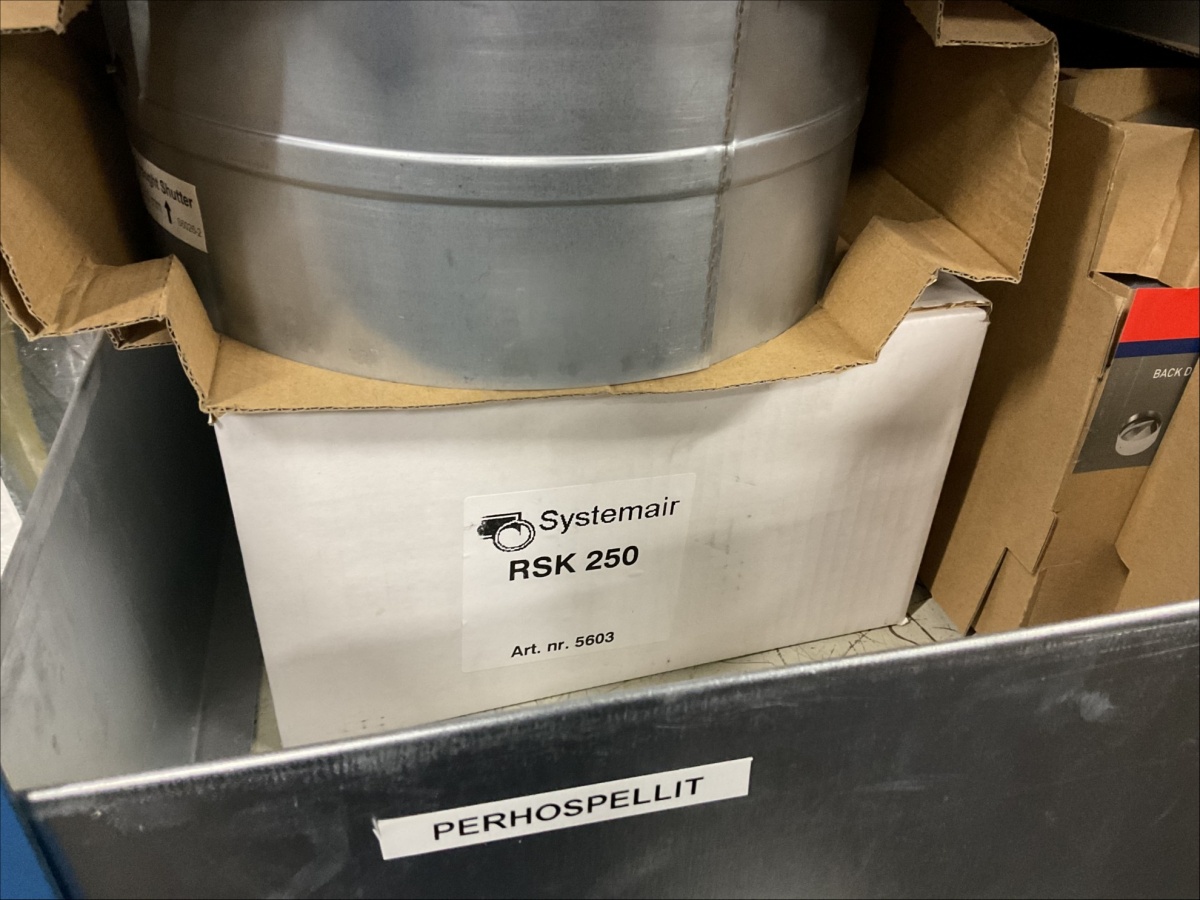 Shutter
BACK D
Systemair
RSK 250
Art. nr. 5603
PERHOSPELLIT